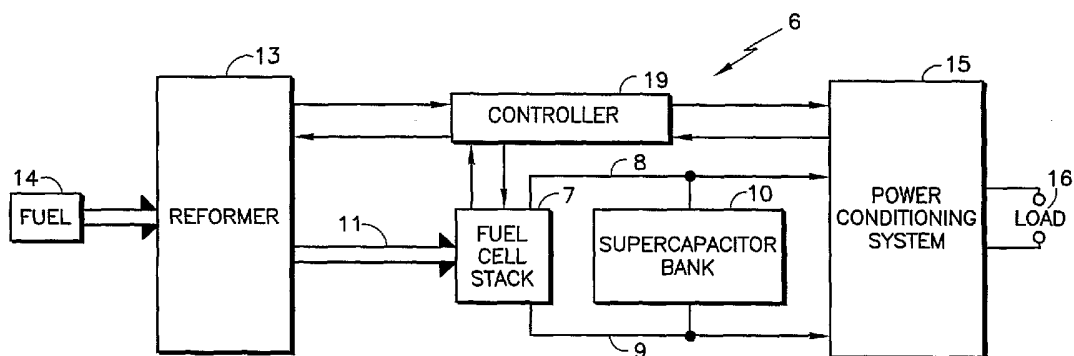 6
13
19
15
CONTROLLER
14
FUEL
REFORMER
8
7
10
11
FUEL
CELL
STACK
SUPERCAPACITOR
BANK
POWER
CONDITIONING
SYSTEM
16
LOAD
9